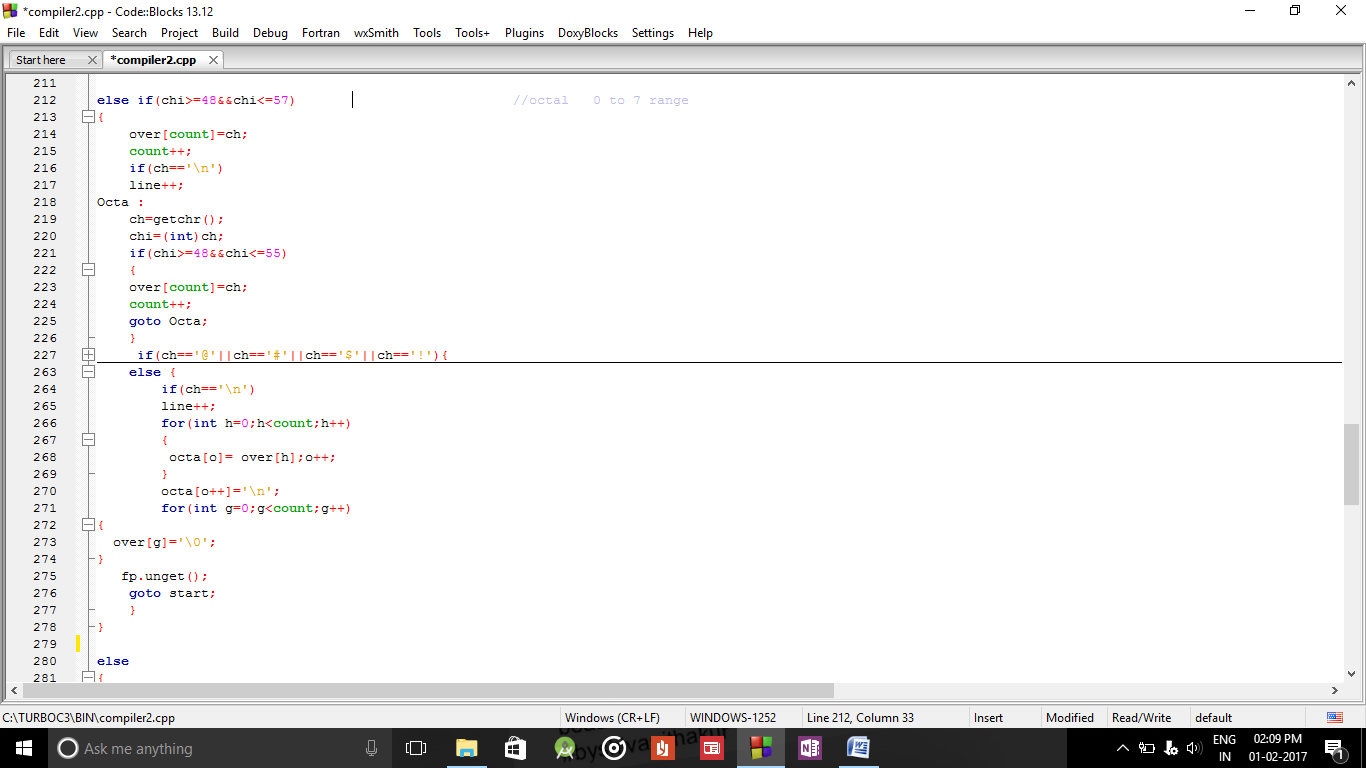 *compiler2.cpp - Code::Blocks 13.12
File Edit View Search Project Build Debug Fortran wxSmith Tools Tools+ Plugins DoxyBlocks Settings Help
Start here *compiler2.cpp
211
212 else if(chi>=48&&chi<=57) //octal 0 to 7 range
213 {
214 over[count]=ch;
215 count++;
216 if(ch=='\n')
217 line++;
218 Octa :
219 ch=getchr();
220 chi=(int)ch;
221 if(chi>=48&&chi<=55)
222 {
223 over[count]=ch;
224 count++;
225 goto Octa;
226 }
227 if(ch=='@'||ch=='#'||ch=='$'||ch=='!'){
263 else {
264 if(ch=='\n')
265 line++;
266 for(int h=0;h<count;h++)
267 {
268 octa[o]= over[h];o++;
269 }
270 octa[o++]='\n';
271 for(int g=0;g<count;g++)
272 {
273 over[g]='\0';
274 }
275 fp.unget();
276 goto start;
277 }
278 }
279
280 else
281 {
C:\TURBOC3\BIN\compiler2.cpp Windows (CR+LF) WINDOWS-1252 Line 212, Column 33 Insert Modified Read/Write default
Ask me anything ENG 02:09 PM
IN 01-02-2017 1